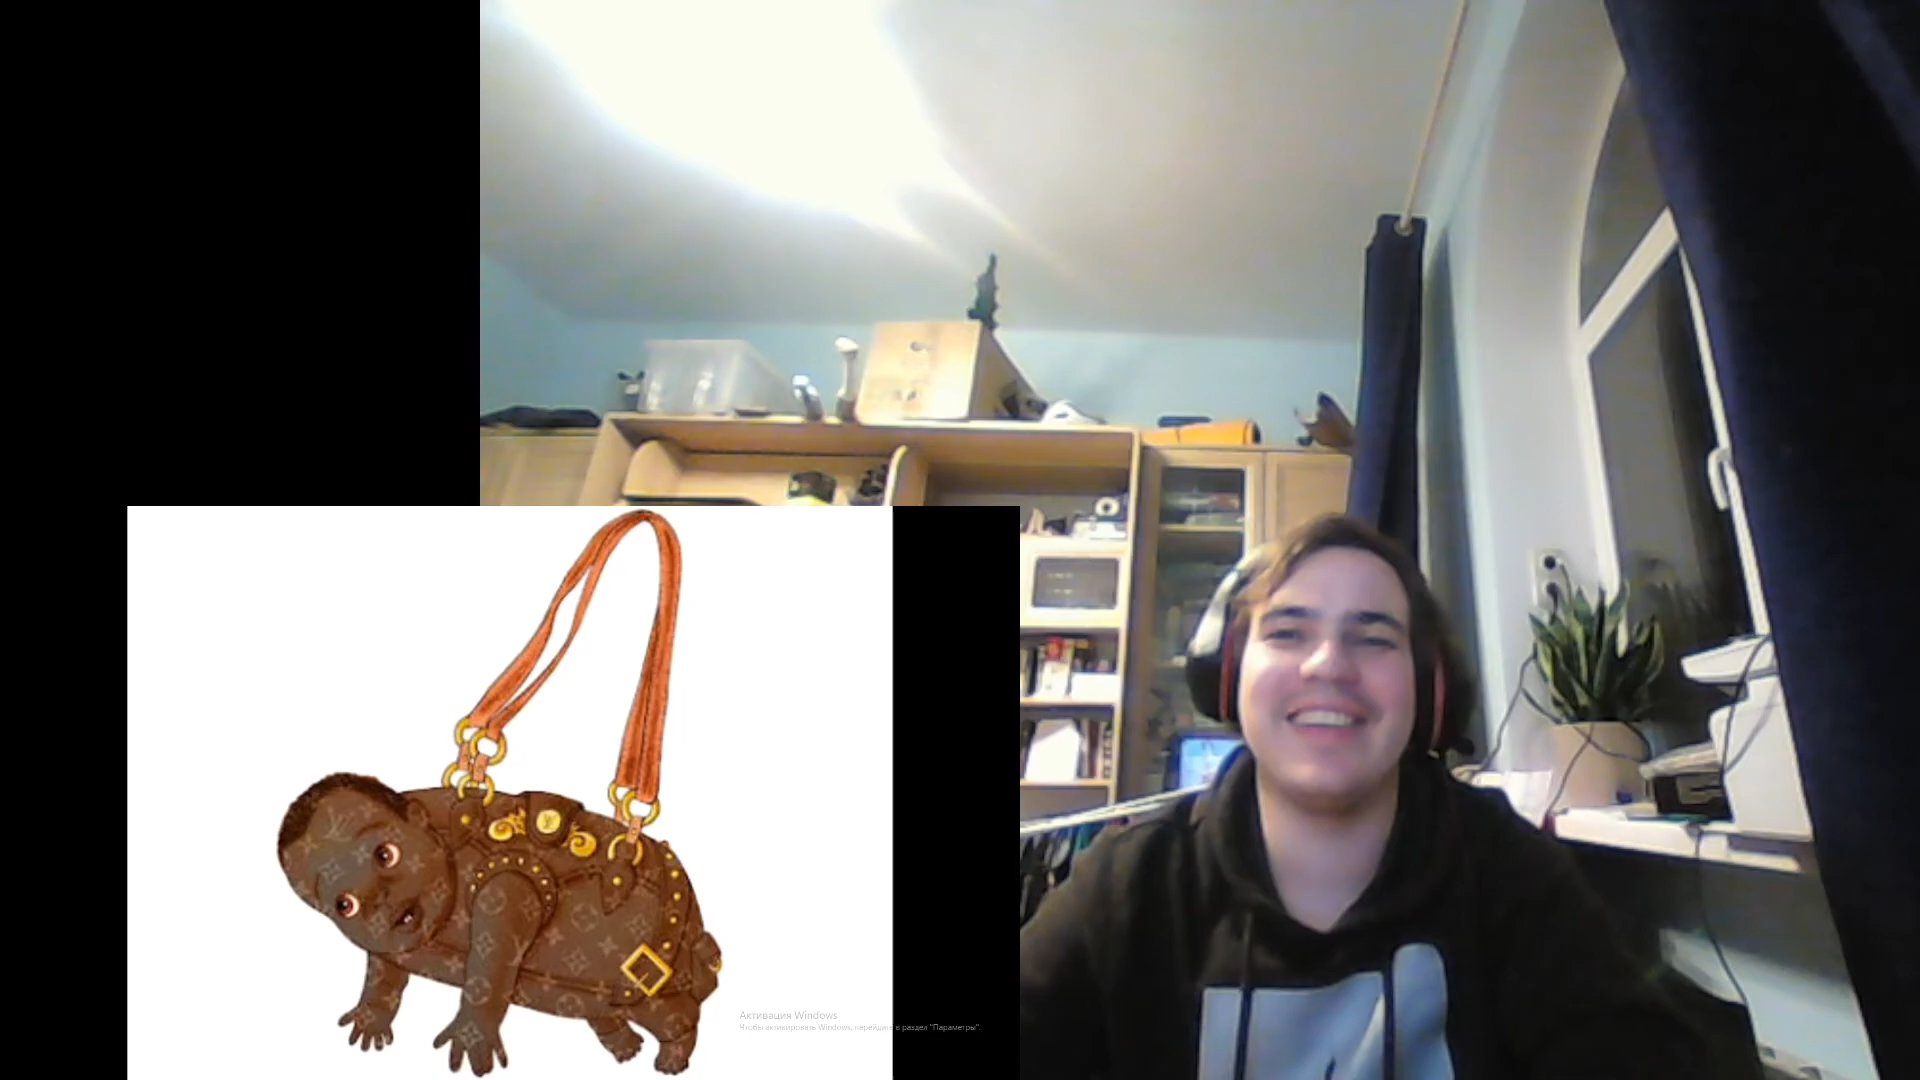 Активация Windows
Чтобы активировать Windows, перейдите в раздел "Параметры".